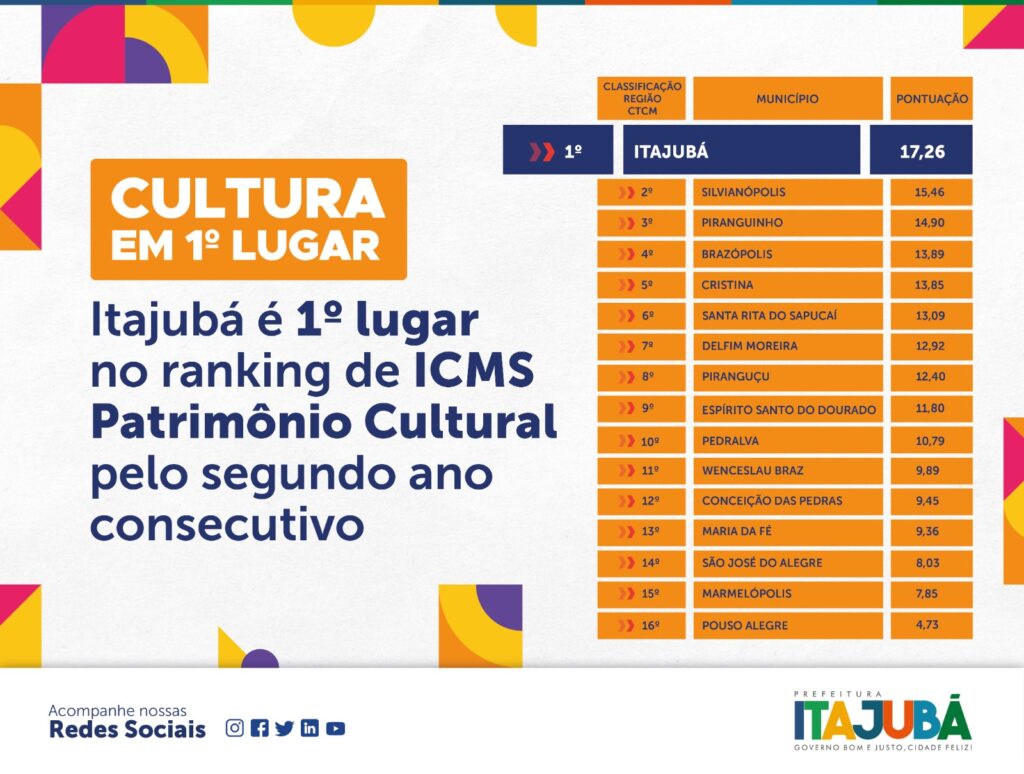 CULTURA
EM 1º LUGAR
Itajubá é 1º lugar
no ranking de ICMS
Patrimônio Cultural
pelo segundo ano
consecutivo
CLASSIFICAÇÃO
REGIÃO
CTCM
MUNICÍPIO
PONTUAÇÃO
1º ITAJUBÁ 17,26
2º SILVIANÓPOLIS 15,46
3º PIRANGUINHO 14,90
4º BRAZÓPOLIS 13,89
5º CRISTINA 13,85
6º SANTA RITA DO SAPUCAÍ 13,09
7º DELFIM MOREIRA 12,92
8º PIRANGUÇU 12,40
9º ESPÍRITO SANTO DO DOURADO 11,80
10º PEDRALVA 10,79
11º WENCESLAU BRAZ 9,89
12º CONCEIÇÃO DAS PEDRAS 9,45
13º MARIA DA FÉ 9,36
14º SÃO JOSÉ DO ALEGRE 8,03
15º MARMELÓPOLIS 7,85
16º POUSO ALEGRE 4,73
Acompanhe nossas
Redes Sociais
PREFEITURA
ITAJUBÁ
GOVERNO BOM E JUSTO, CIDADE FELIZ!